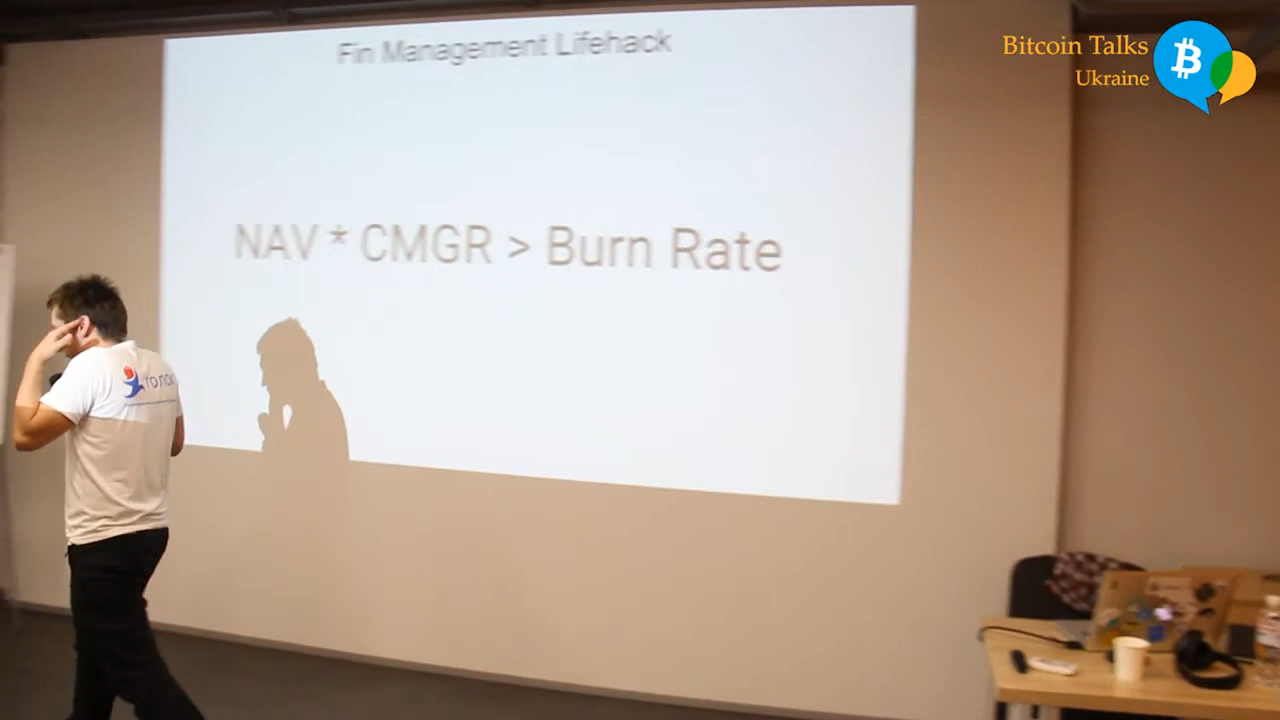 Fin Management Lifehack
NAV * CMGR > Burn Rate
Bitcoin Talks
Ukraine